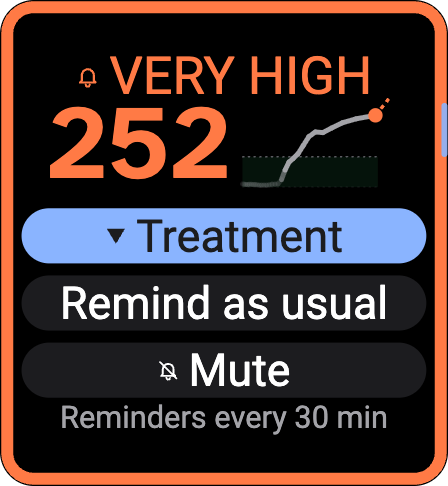 VERY HIGH
252
Treatment
Remind as usual
Mute
Reminders every 30 min